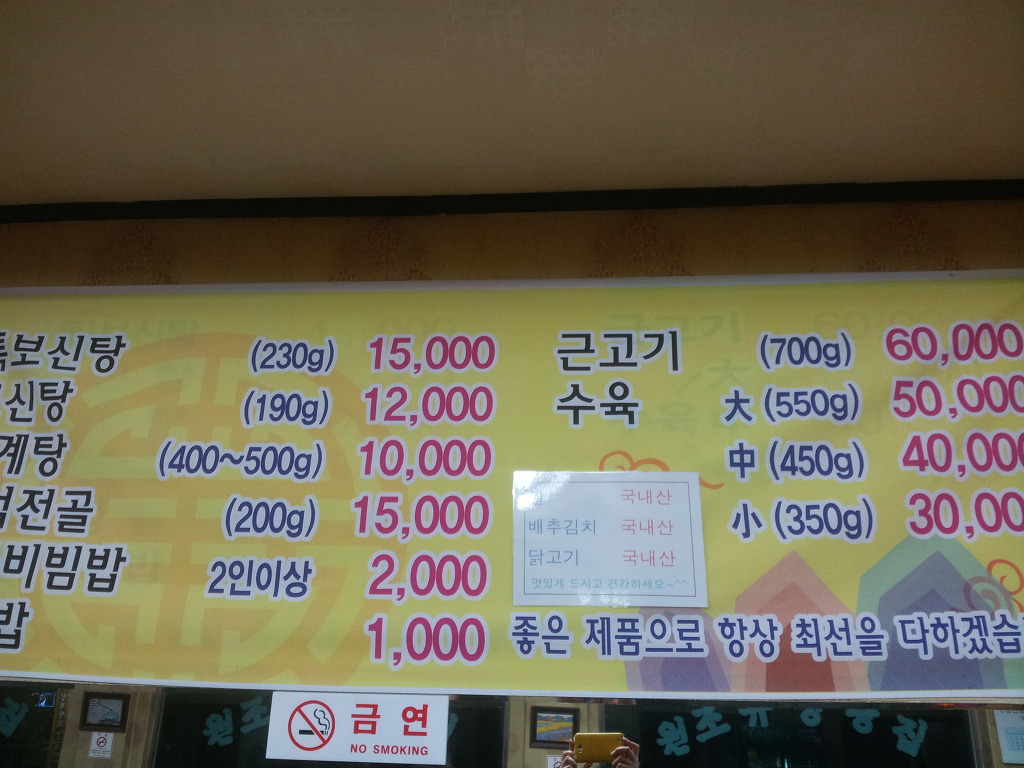 특보신탕 (230g) 15,000
신탕 (190g) 12,000
계탕 (400~500g) 10,000
전골 (200g) 15,000
비빔밥 2인이상 2,000
밥 1,000
근고기 (700g) 60,000
수육 大 (550g) 50,000
中 (450g) 40,000
小 (350g) 30,00
국내산
배추김치 국내산
닭고기 국내산
맛있게 드시고 건강하세요~^^
좋은 제품으로 항상 최선을 다하겠습
금연
NO SMOKING
원조
원조